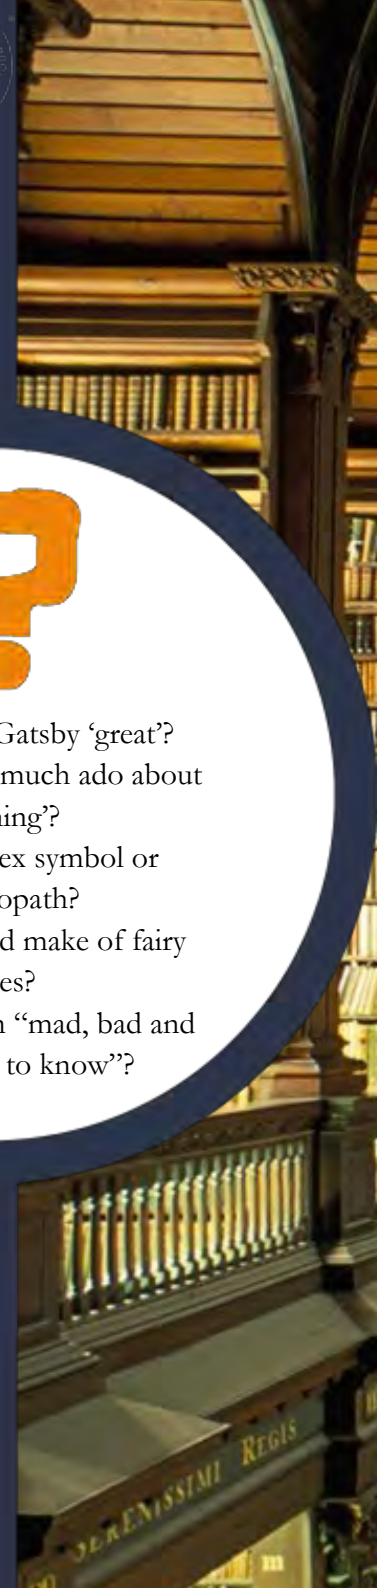 ?
Gatsby ‘great’?
much ado about
ning’?
ex symbol or
opath?
d make of fairy
es?
n “mad, bad and
to know”?
SERENISSIMI REGIS